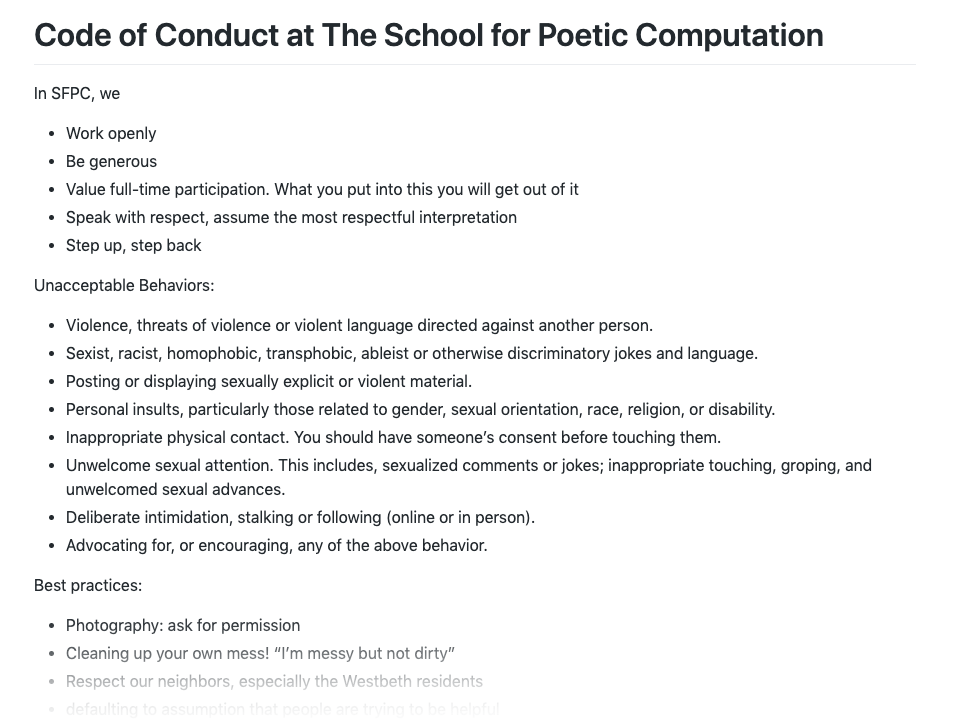 Code of Conduct at The School for Poetic Computation
In SFPC, we
• Work openly
• Be generous
• Value full-time participation. What you put into this you will get out of it
• Speak with respect, assume the most respectful interpretation
• Step up, step back
Unacceptable Behaviors:
• Violence, threats of violence or violent language directed against another person.
• Sexist, racist, homophobic, transphobic, ableist or otherwise discriminatory jokes and language.
• Posting or displaying sexually explicit or violent material.
• Personal insults, particularly those related to gender, sexual orientation, race, religion, or disability.
• Inappropriate physical contact. You should have someone’s consent before touching them.
• Unwelcome sexual attention. This includes, sexualized comments or jokes; inappropriate touching, groping, and
unwelcomed sexual advances.
• Deliberate intimidation, stalking or following (online or in person).
• Advocating for, or encouraging, any of the above behavior.
Best practices:
• Photography: ask for permission
• Cleaning up your own mess! “I’m messy but not dirty”
• Respect our neighbors, especially the Westbeth residents
• defaulting to assumption that people are trying to be helpful